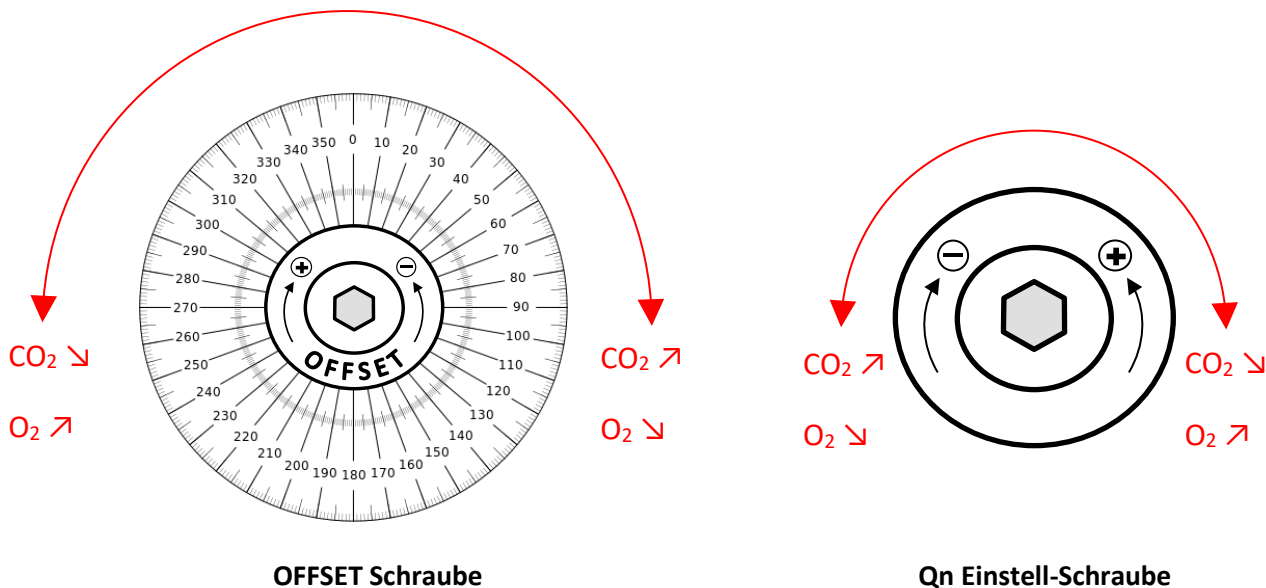 0 10 20 30 40 50 60 70 80 90 100 110 120 130 140 150 160 170 180 190 200 210 220 230 240 250 260 270 280 290 300 310 320 330 340 350
+ −
OFFSET
CO₂ ↘
O₂ ↗
CO₂ ↗
O₂ ↘
OFFSET Schraube
− +
CO₂ ↗
O₂ ↘
CO₂ ↘
O₂ ↗
Qn Einstell-Schraube